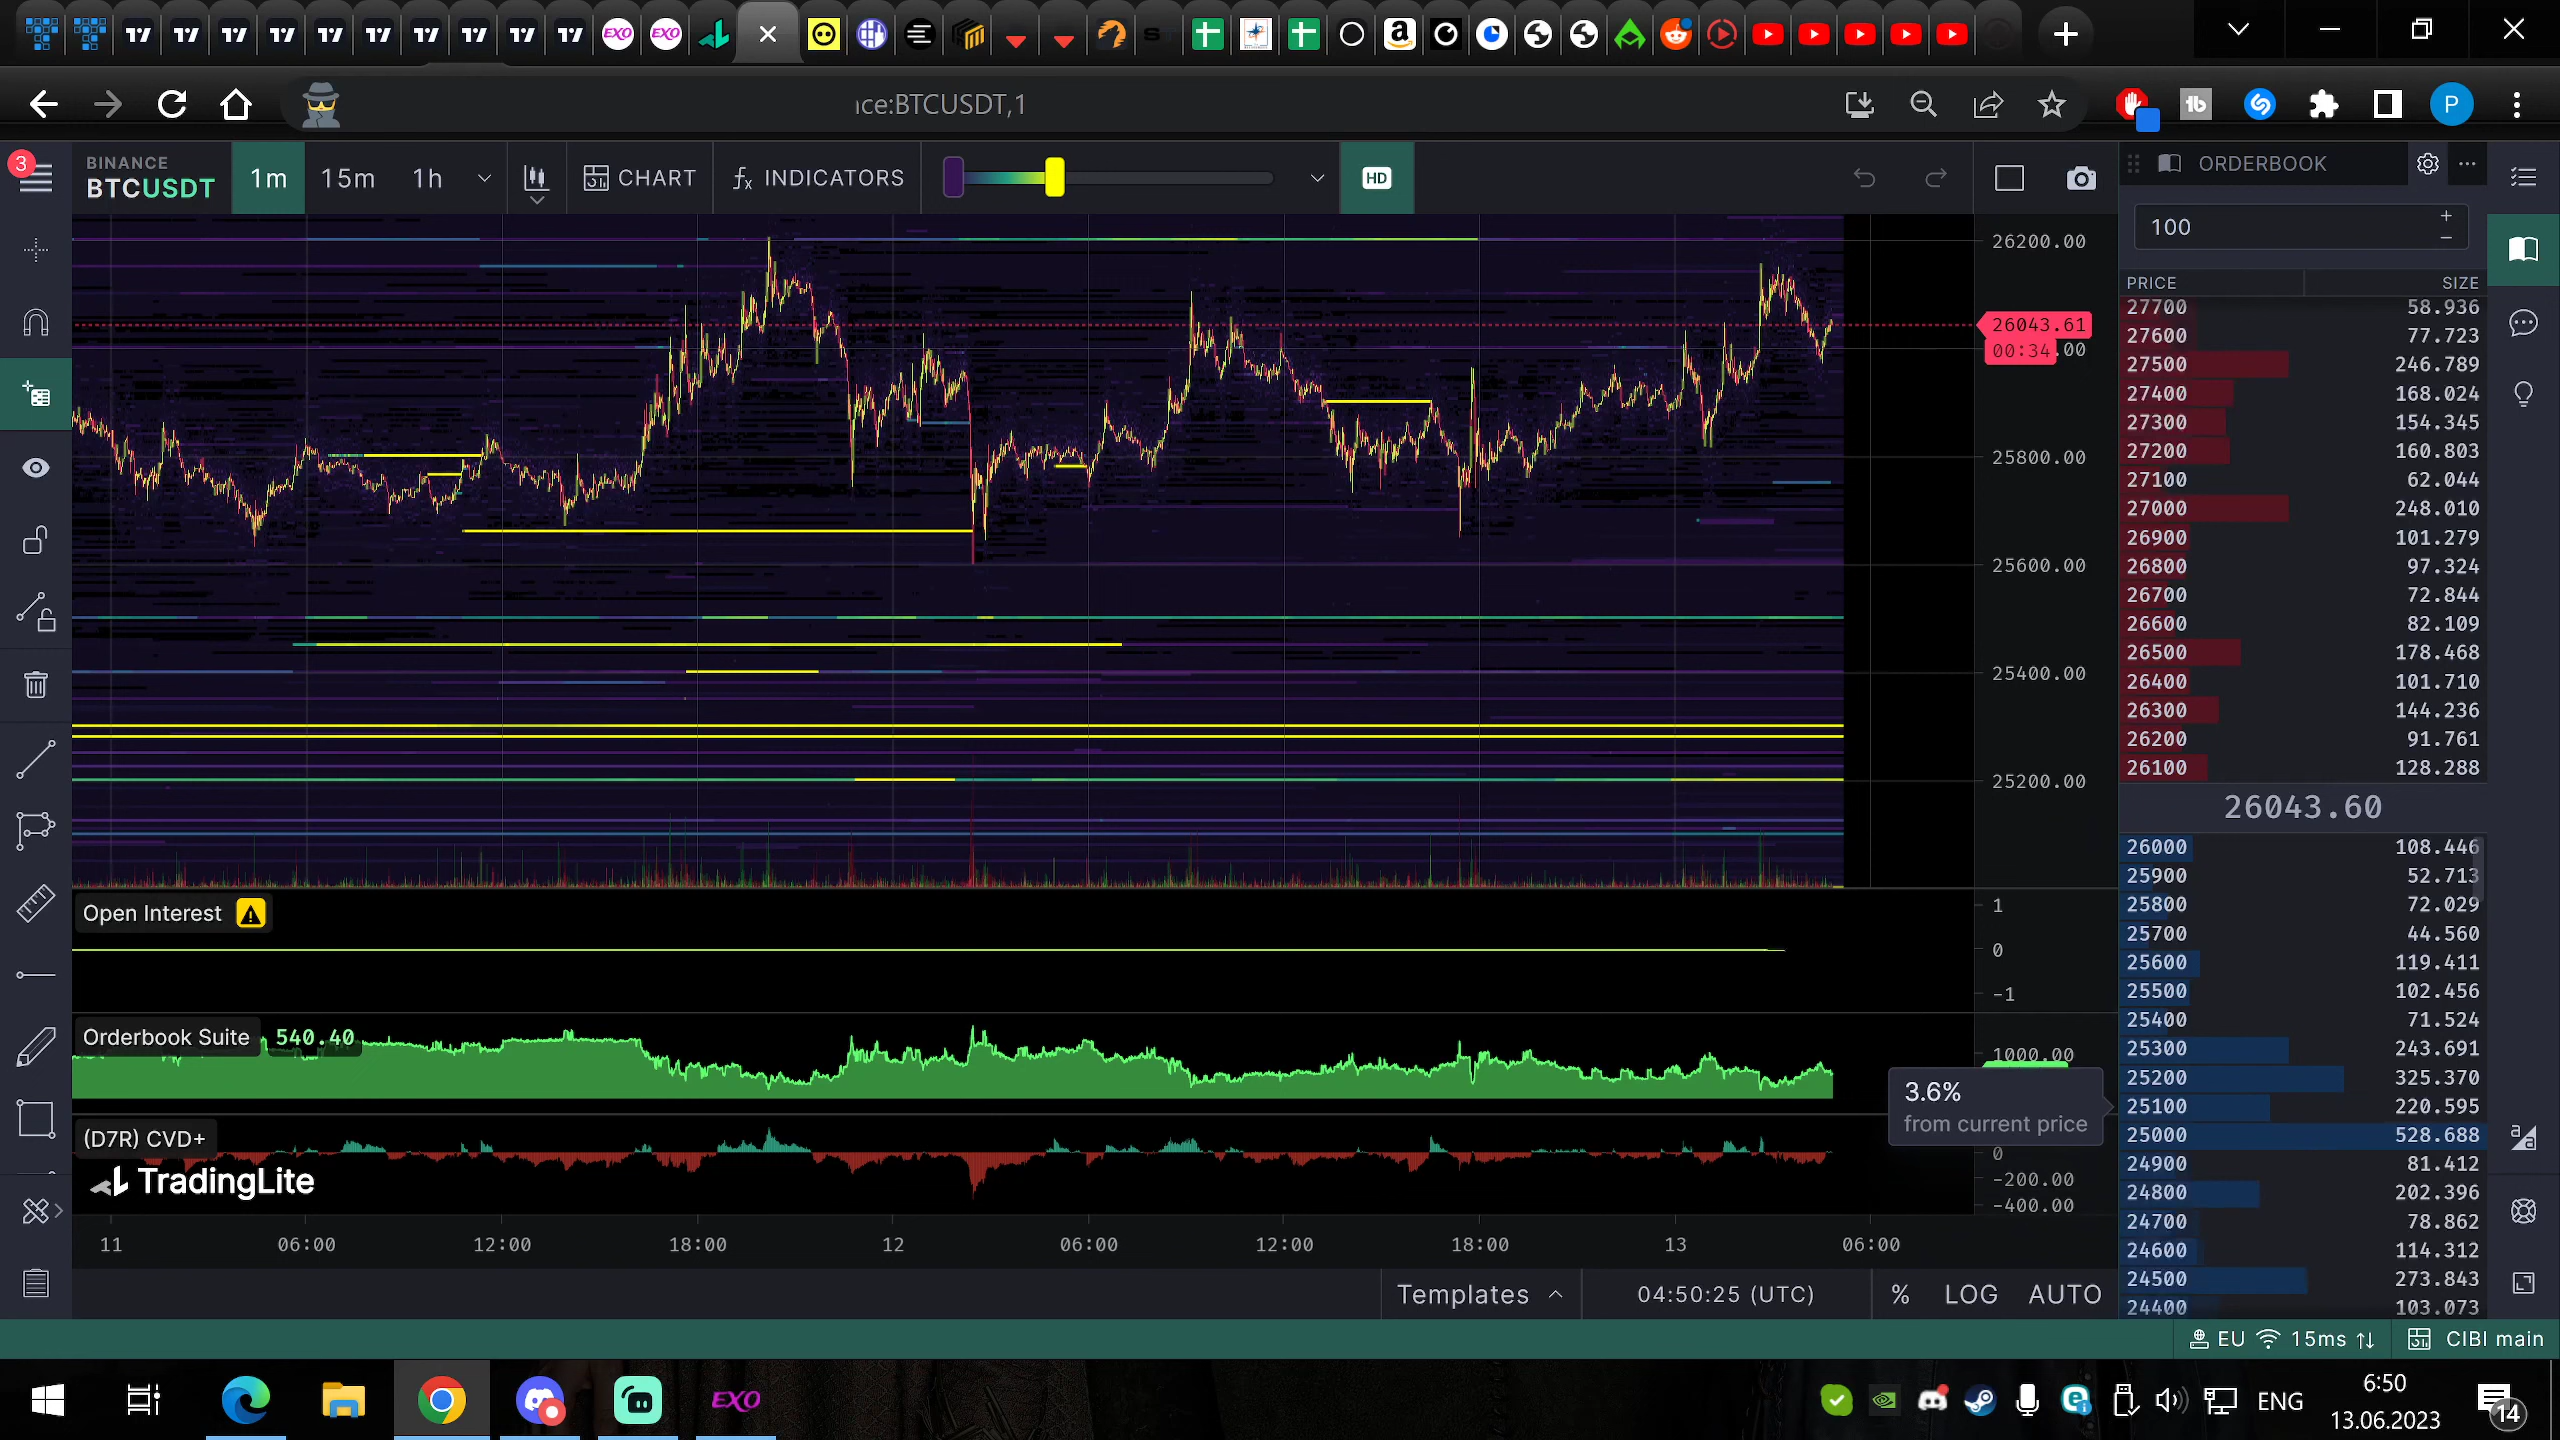 ace:BTCUSDT,1
P
3
BINANCE
BTCUSDT
1m
15m
1h
CHART
fx INDICATORS
HD
ORDERBOOK
100
PRICE SIZE
27700 58.936
27600 77.723
27500 246.789
27400 168.024
27300 154.345
27200 160.803
27100 62.044
27000 248.010
26900 101.279
26800 97.324
26700 72.844
26600 82.109
26500 178.468
26400 101.710
26300 144.236
26200 91.761
26100 128.288
26043.60
26000 108.446
25900 52.713
25800 72.029
25700 44.560
25600 119.411
25500 102.456
25400 71.524
25300 243.691
25200 325.370
25100 220.595
25000 528.688
24900 81.412
24800 202.396
24700 78.862
24600 114.312
24500 273.843
24400 103.073
26200.00
26043.61
00:34
.00
25800.00
25600.00
25400.00
25200.00
Open Interest
1
0
-1
Orderbook Suite 540.40
1000.00
3.6%
from current price
(D7R) CVD+
0
-200.00
-400.00
TradingLite
11 06:00 12:00 18:00 12 06:00 12:00 18:00 13 06:00
Templates
04:50:25 (UTC)
% LOG AUTO
EU 15ms
CIBI main
EXO
ENG
6:50
13.06.2023
14